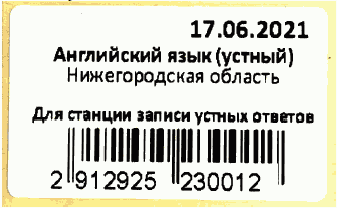 17.06.2021
Английский язык (устный)
Нижегородская область
Для станции записи устных ответов
2 912925 230012